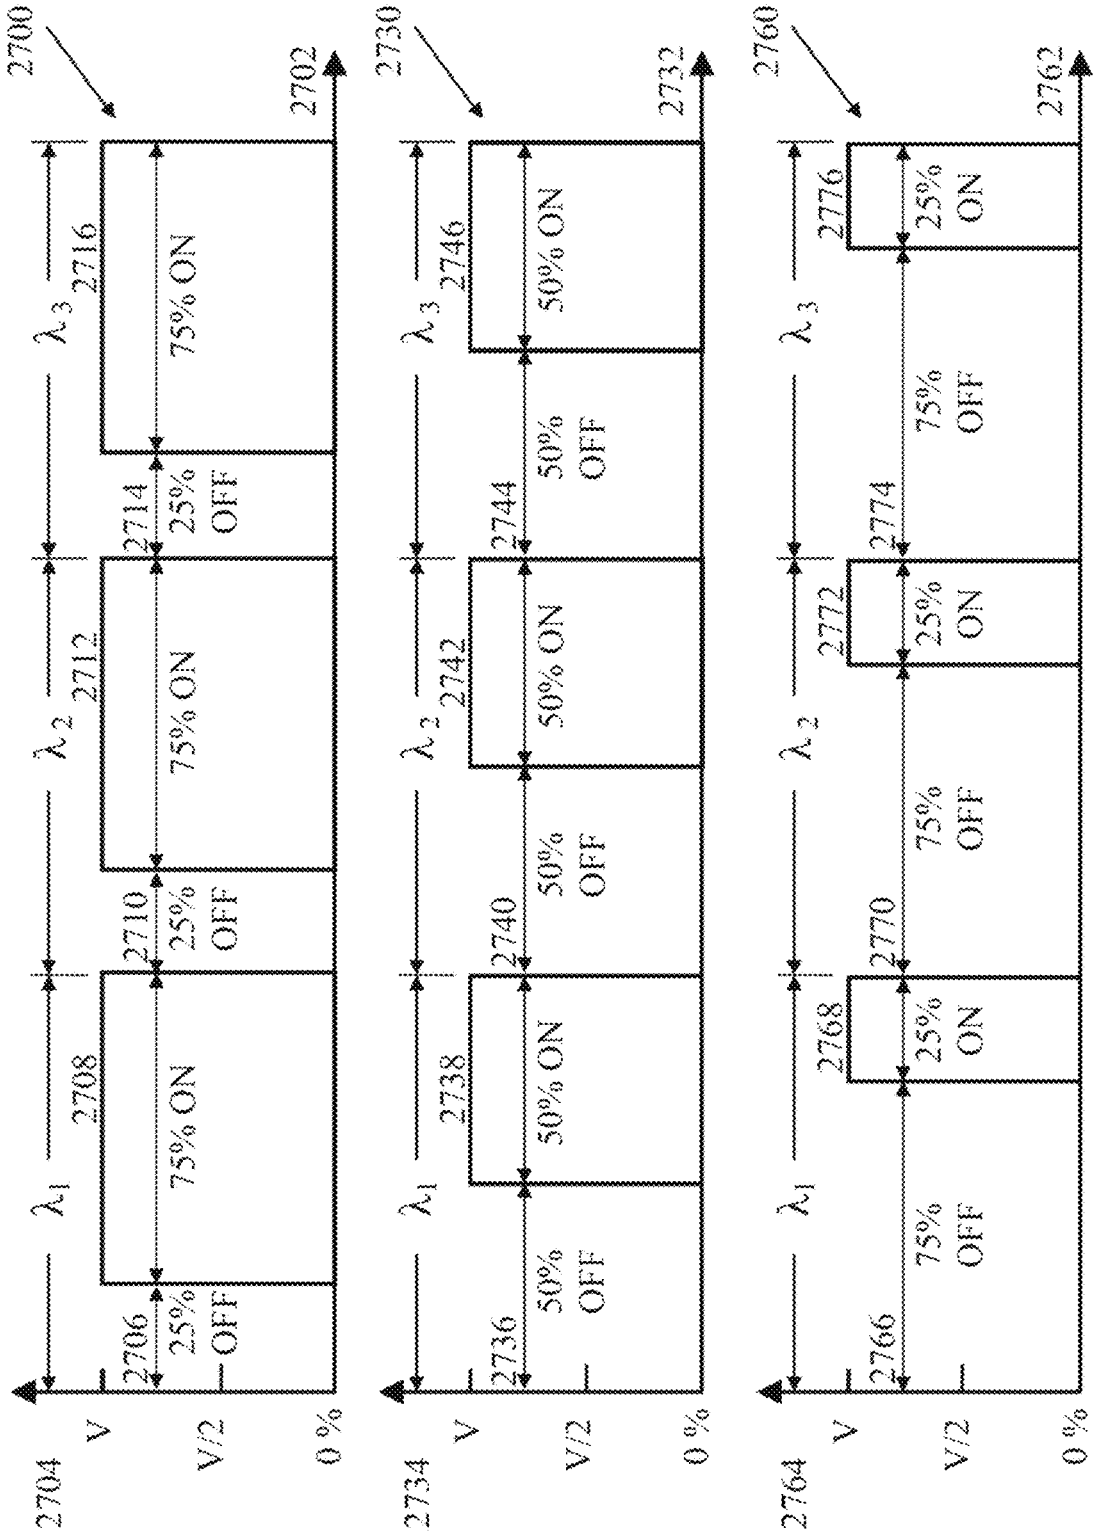 2700
2704
λ1
λ2
λ3
V
2708
2712
2716
2706
2710
2714
25%
OFF
75% ON
25%
OFF
75% ON
25%
OFF
75% ON
V/2
0 %
2702
2730
2734
λ1
λ2
λ3
V
2738
2742
2746
2736
2740
2744
50%
OFF
50% ON
50%
OFF
50% ON
50%
OFF
50% ON
V/2
0 %
2732
2760
2764
λ1
λ2
λ3
V
2768
2772
2776
2766
2770
2774
75%
OFF
25%
ON
75%
OFF
25%
ON
75%
OFF
25%
ON
V/2
0 %
2762